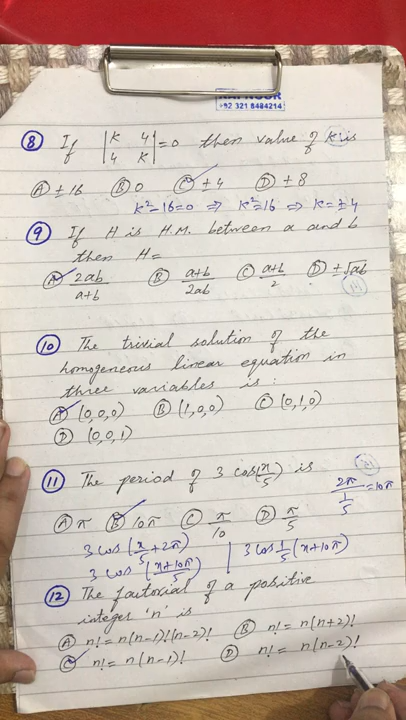 +92 321 8484214
⑧ If |K 4| = 0 then value of K is
|4 K|
Ⓐ ±16 Ⓑ 0 Ⓒ ±4 Ⓓ ±8
K²-16=0 ⇒ K²=16 ⇒ K=±4
⑨ If H is H.M. between a and b
then H=
Ⓐ 2ab/a+b Ⓑ a+b/2ab Ⓒ a+b/2 Ⓓ ±√ab
⑩ The trivial solution of the
homogeneous linear equation in
three variables is :
Ⓐ (0,0,0) Ⓑ (1,0,0) Ⓒ (0,1,0)
Ⓓ (0,0,1)
⑪ The period of 3 cos(x/5) is
2π/(1/5) = 10π
Ⓐ π Ⓑ 10π Ⓒ π/10 Ⓓ π/5
3 cos (x/5 + 2π)
3 cos (x+10π/5) | 3 cos 1/5 (x+10π)
⑫ The factorial of a positive
integer 'n' is
Ⓐ n! = n(n-1)!(n-2)! Ⓑ n! = n(n+2)!
Ⓒ n! = n(n-1)! Ⓓ n! = n(n-2)!